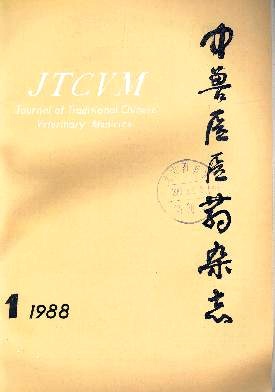 JTCVM
Journal of Traditional Chinese
Veterinary Medicine
中兽医医药杂志
1 1988